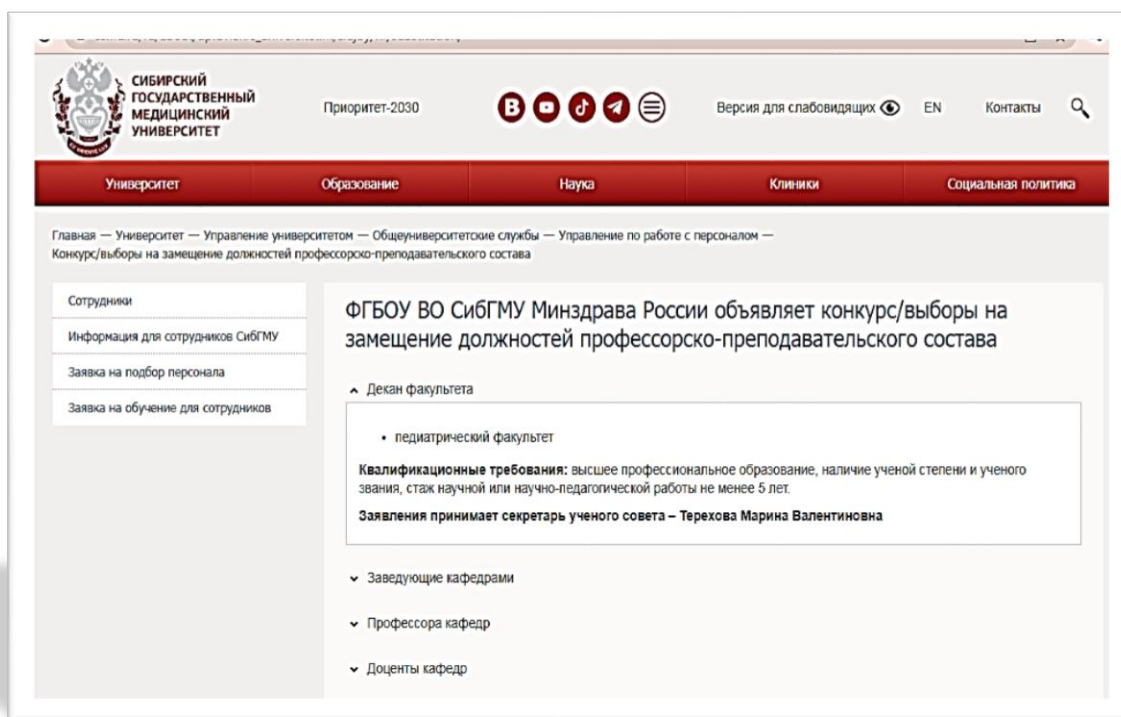 СИБИРСКИЙ
ГОСУДАРСТВЕННЫЙ
МЕДИЦИНСКИЙ
УНИВЕРСИТЕТ
Приоритет-2030
Версия для слабовидящих
EN
Контакты
Университет
Образование
Наука
Клиники
Социальная политика
Главная — Университет — Управление университетом — Общеуниверситетские службы — Управление по работе с персоналом —
Конкурс/выборы на замещение должностей профессорско-преподавательского состава
Сотрудники
Информация для сотрудников СибГМУ
Заявка на подбор персонала
Заявка на обучение для сотрудников
ФГБОУ ВО СибГМУ Минздрава России объявляет конкурс/выборы на
замещение должностей профессорско-преподавательского состава
Декан факультета
• педиатрический факультет
Квалификационные требования: высшее профессиональное образование, наличие ученой степени и ученого
звания, стаж научной или научно-педагогической работы не менее 5 лет.
Заявления принимает секретарь ученого совета – Терехова Марина Валентиновна
Заведующие кафедрами
Профессора кафедр
Доценты кафедр